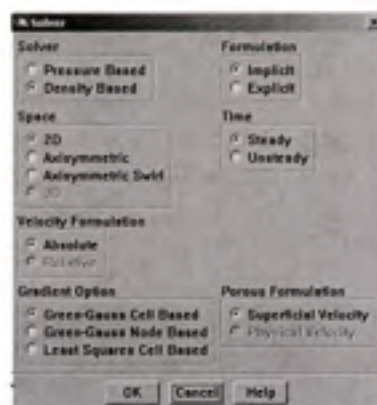 Solver
Solver
Pressure Based
Density Based
Formulation
Implicit
Explicit
Space
2D
Axisymmetric
Axisymmetric Swirl
3D
Time
Steady
Unsteady
Velocity Formulation
Absolute
Relative
Gradient Option
Green-Gauss Cell Based
Green-Gauss Node Based
Least Squares Cell Based
Porous Formulation
Superficial Velocity
Physical Velocity
OK
Cancel
Help